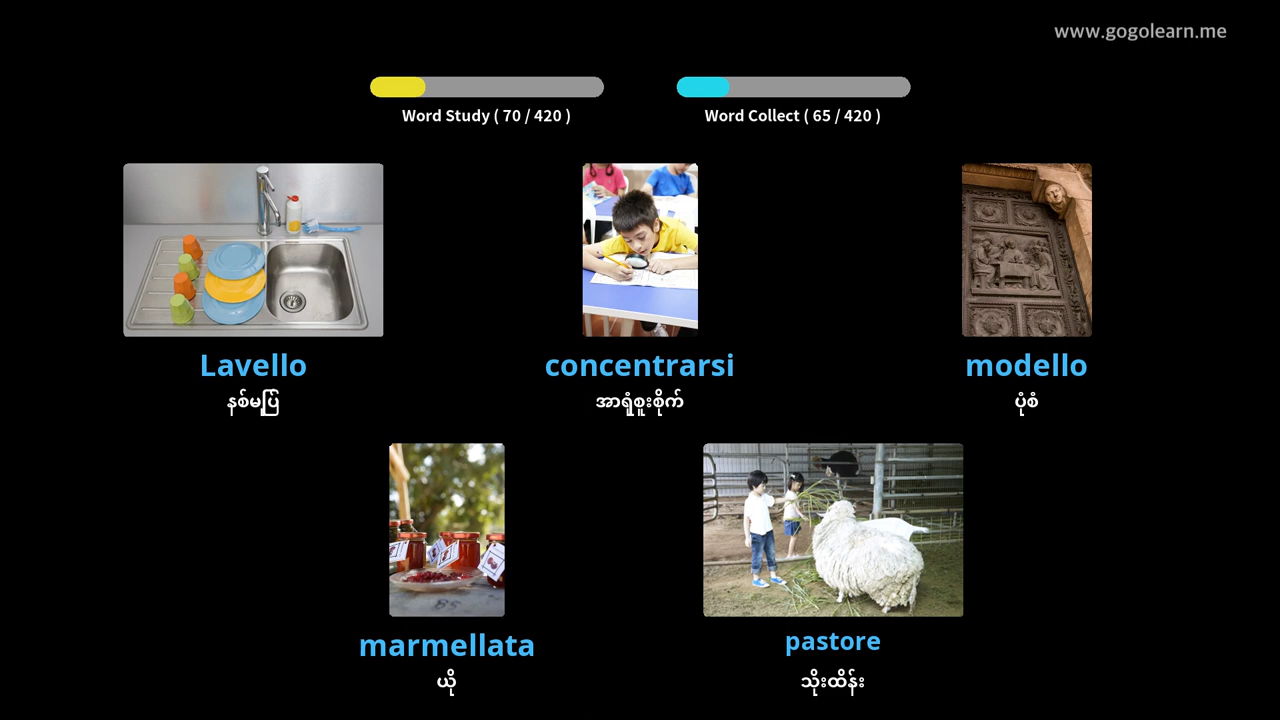 www.gogolearn.me
Word Study ( 70 / 420 )
Word Collect ( 65 / 420 )
Lavello
concentrarsi
modello
နစ်မပြဲ
အာရုံစူးစိုက်
ပုံစံ
marmellata
pastore
ယို
သိုးထိန်း